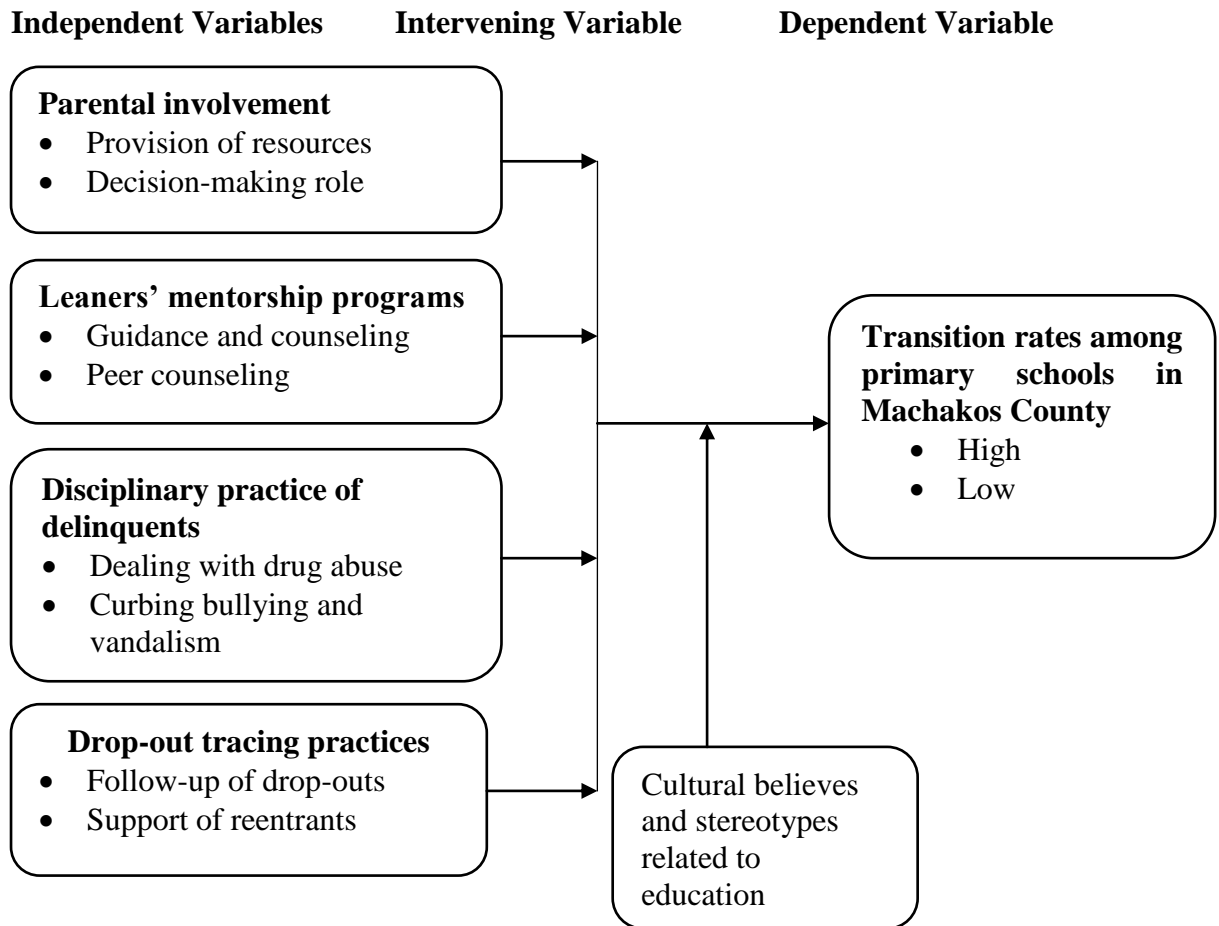 Independent Variables Intervening Variable Dependent Variable
Parental involvement
• Provision of resources
• Decision-making role
Leaners’ mentorship programs
• Guidance and counseling
• Peer counseling
Disciplinary practice of
delinquents
• Dealing with drug abuse
• Curbing bullying and
vandalism
Drop-out tracing practices
• Follow-up of drop-outs
• Support of reentrants
Cultural believes
and stereotypes
related to
education
Transition rates among
primary schools in
Machakos County
• High
• Low